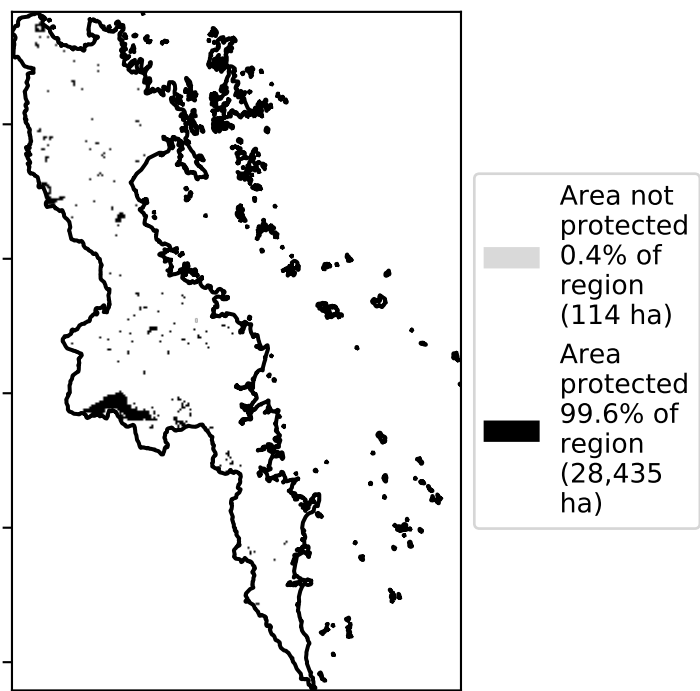 Area not
protected
0.4% of
region
(114 ha)
Area
protected
99.6% of
region
(28,435
ha)